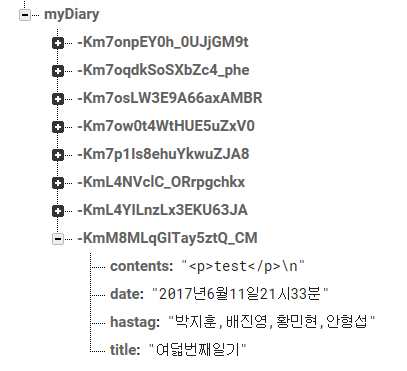 myDiary
-Km7onpEY0h_0UJjGM9t
-Km7oqdkSoSXbZc4_phe
-Km7osLW3E9A66axAMBR
-Km7ow0t4WtHUE5uZxV0
-Km7p1Is8ehuYkwuZJA8
-KmL4NVclC_ORrpgchkx
-KmL4YILnzLx3EKU63JA
-KmM8MLqGITay5ztQ_CM
contents: "<p>test</p>\n"
date: "2017년6월11일21시33분"
hastag: "박지훈,배진영,황민현,안형섭"
title: "여덟번째일기"